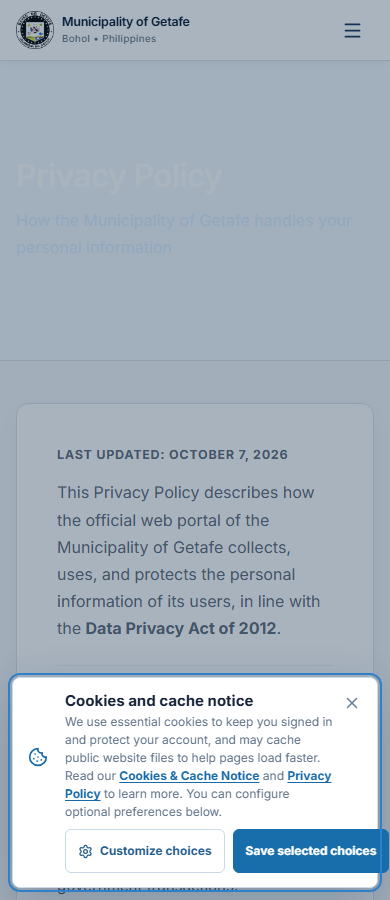 Municipality of Getafe
Bohol • Philippines
Privacy Policy
How the Municipality of Getafe handles your
personal information
LAST UPDATED: OCTOBER 7, 2026
This Privacy Policy describes how
the official web portal of the
Municipality of Getafe collects,
uses, and protects the personal
information of its users, in line with
the Data Privacy Act of 2012.
Cookies and cache notice
We use essential cookies to keep you signed in
and protect your account, and may cache
public website files to help pages load faster.
Read our Cookies & Cache Notice and Privacy
Policy to learn more. You can configure
optional preferences below.
Customize choices
Save selected choices